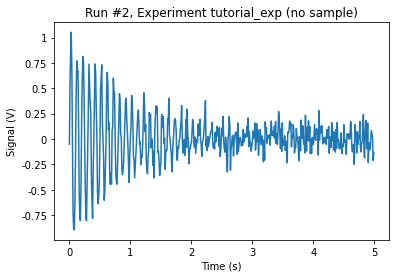 Run #2, Experiment tutorial_exp (no sample)
1
0.75
0.5
0.25
0
-0.25
-0.5
-0.75
Signal (V)
0 1 2 3 4 5
Time (s)